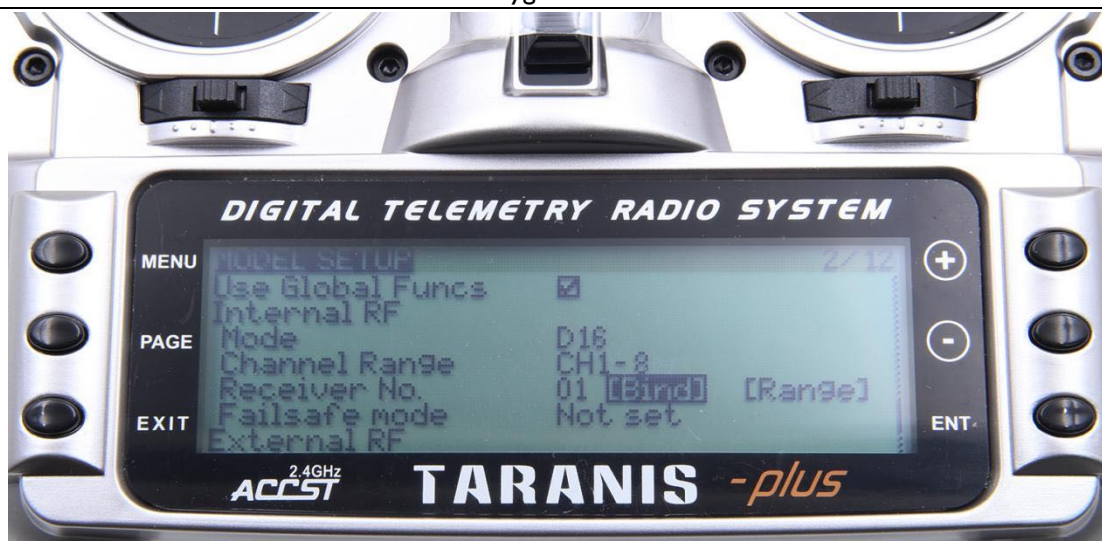 DIGITAL TELEMETRY RADIO SYSTEM
MENU
PAGE
EXIT
MODEL SETUP 2/12
Use Global Funcs
Internal RF
Mode D16
Channel Range CH1-8
Receiver No. 01 [Bind] [Range]
Failsafe mode Not set
External RF
+
-
ENT
2.4GHz
ACCST
TARANIS -plus